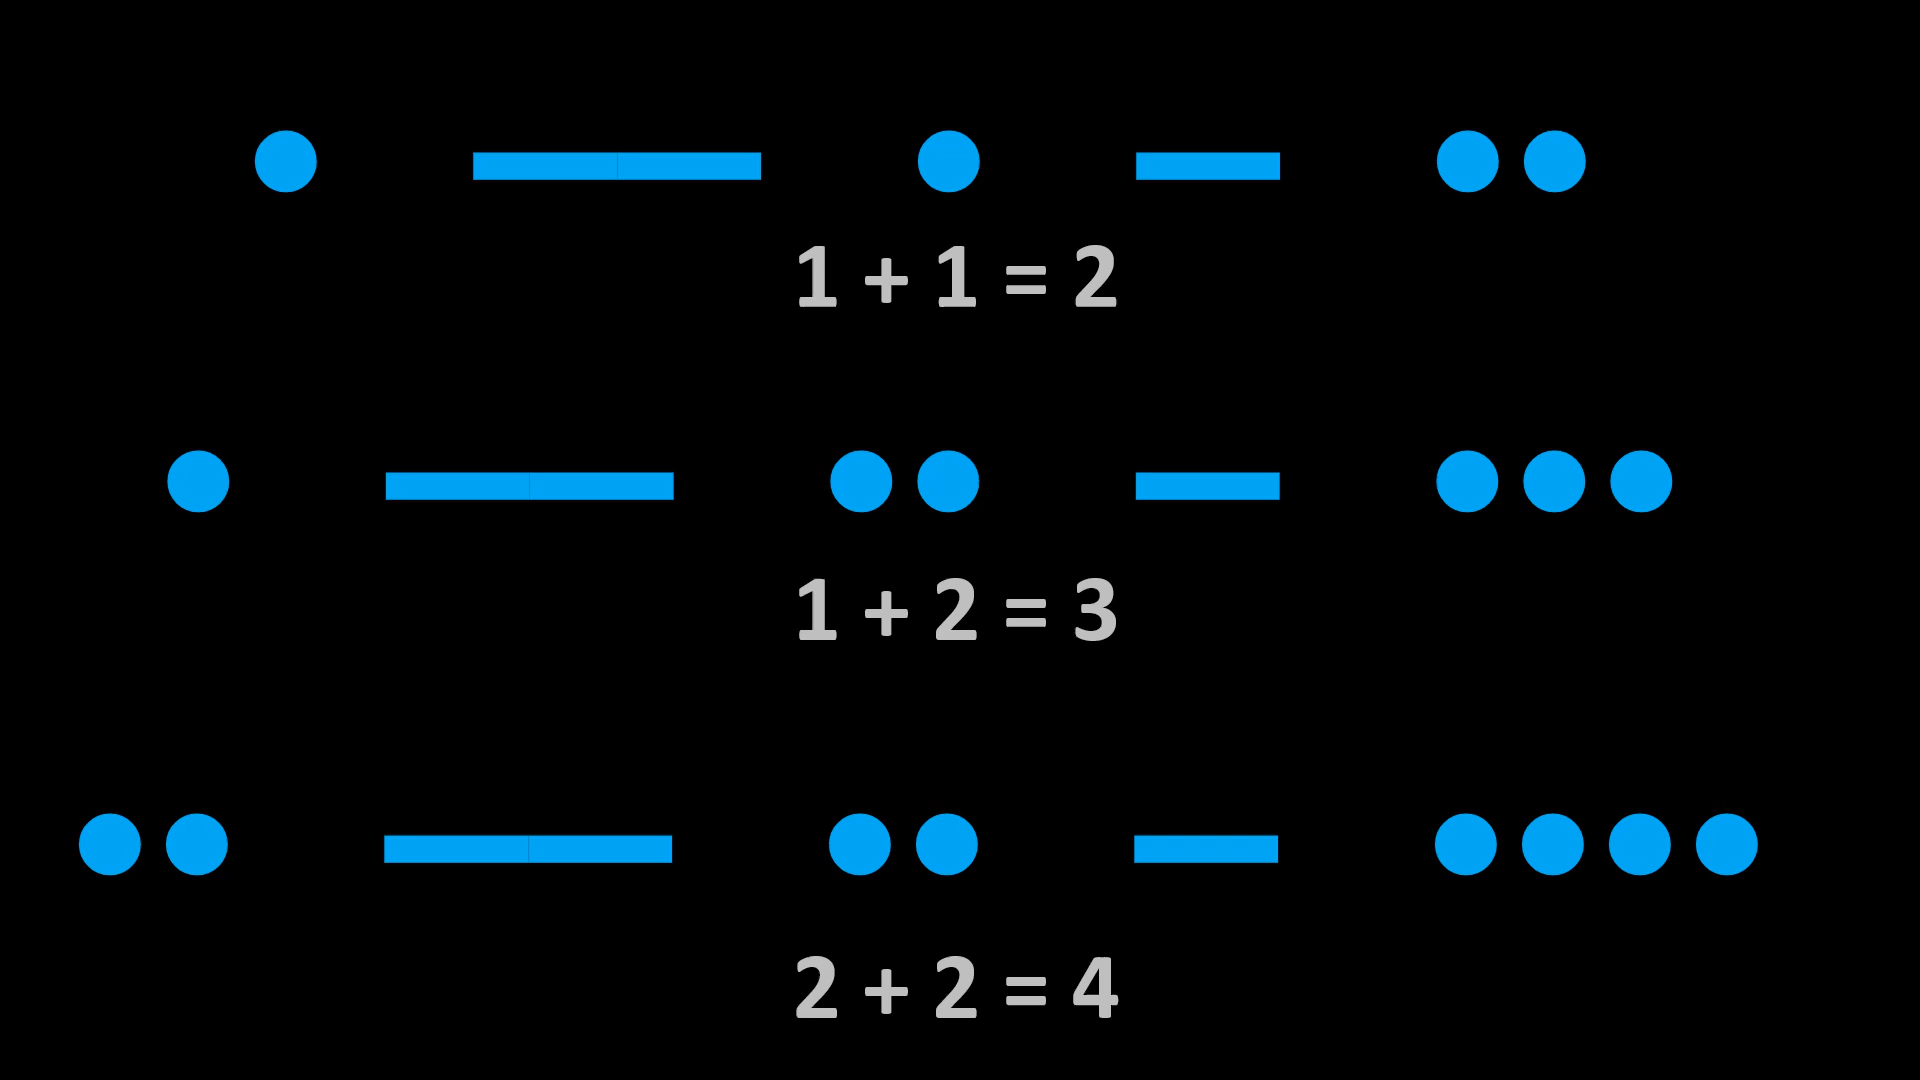 1 + 1 = 2
1 + 2 = 3
2 + 2 = 4